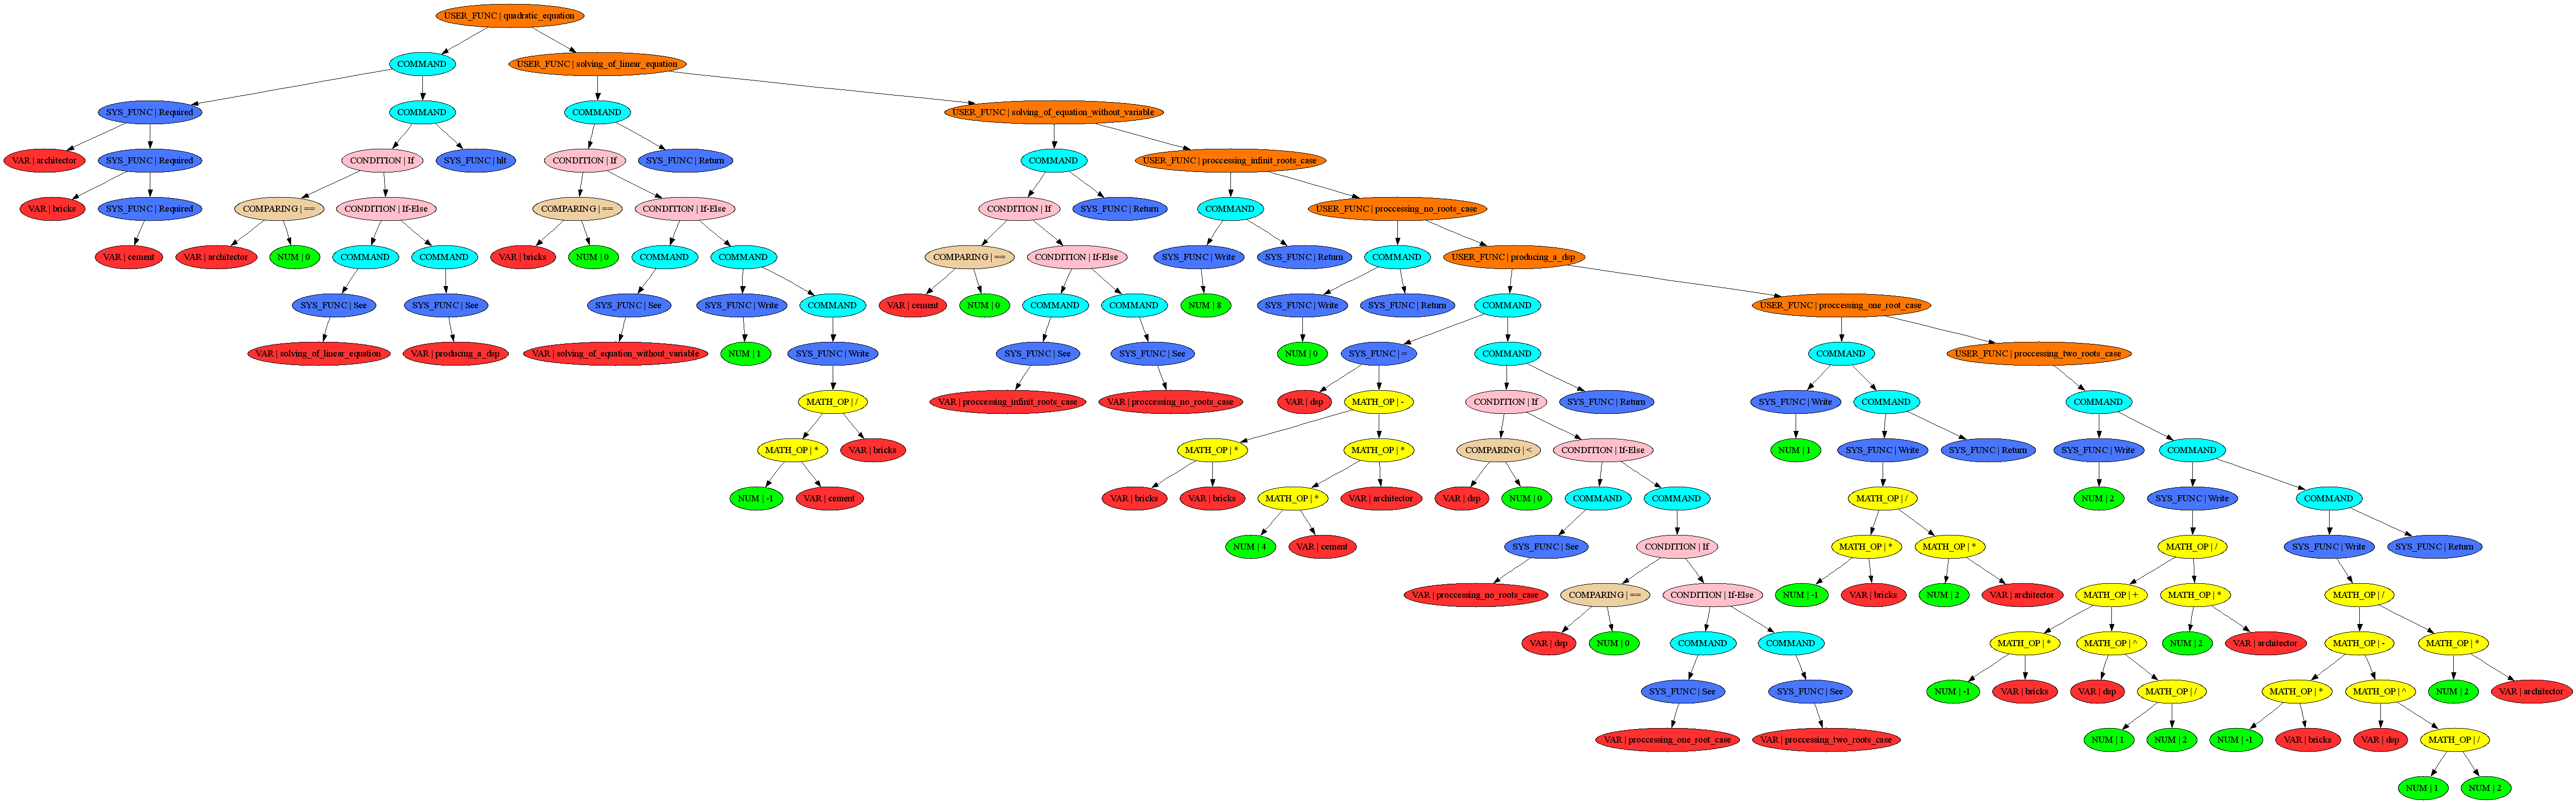 USER_FUNC | quadratic_equation
COMMAND
USER_FUNC | solving_of_linear_equation
SYS_FUNC | Required
COMMAND
COMMAND
USER_FUNC | solving_of_equation_without_variable
VAR | architector
SYS_FUNC | Required
CONDITION | If
SYS_FUNC | hlt
CONDITION | If
SYS_FUNC | Return
COMMAND
USER_FUNC | proccessing_infinit_roots_case
VAR | bricks
SYS_FUNC | Required
COMPARING | ==
CONDITION | If-Else
COMPARING | ==
CONDITION | If-Else
CONDITION | If
SYS_FUNC | Return
COMMAND
USER_FUNC | proccessing_no_roots_case
VAR | cement
VAR | architector
NUM | 0
COMMAND
COMMAND
VAR | bricks
NUM | 0
COMMAND
COMMAND
COMPARING | ==
CONDITION | If-Else
SYS_FUNC | Write
SYS_FUNC | Return
COMMAND
USER_FUNC | producing_a_dsp
SYS_FUNC | See
SYS_FUNC | See
SYS_FUNC | See
SYS_FUNC | Write
COMMAND
VAR | cement
NUM | 0
COMMAND
COMMAND
NUM | 8
SYS_FUNC | Write
SYS_FUNC | Return
COMMAND
USER_FUNC | proccessing_one_root_case
VAR | solving_of_linear_equation
VAR | producing_a_dsp
VAR | solving_of_equation_without_variable
NUM | 1
SYS_FUNC | Write
SYS_FUNC | See
SYS_FUNC | See
NUM | 0
SYS_FUNC | =
COMMAND
COMMAND
USER_FUNC | proccessing_two_roots_case
MATH_OP | /
VAR | proccessing_infinit_roots_case
VAR | proccessing_no_roots_case
VAR | dsp
MATH_OP | -
CONDITION | If
SYS_FUNC | Return
SYS_FUNC | Write
COMMAND
COMMAND
MATH_OP | *
VAR | bricks
MATH_OP | *
MATH_OP | *
COMPARING | <
CONDITION | If-Else
NUM | 1
SYS_FUNC | Write
SYS_FUNC | Return
SYS_FUNC | Write
COMMAND
NUM | -1
VAR | cement
VAR | bricks
VAR | bricks
MATH_OP | *
VAR | architector
VAR | dsp
NUM | 0
COMMAND
COMMAND
MATH_OP | /
NUM | 2
SYS_FUNC | Write
COMMAND
NUM | 4
VAR | cement
SYS_FUNC | See
CONDITION | If
MATH_OP | *
MATH_OP | *
MATH_OP | /
SYS_FUNC | Write
SYS_FUNC | Return
VAR | proccessing_no_roots_case
COMPARING | ==
CONDITION | If-Else
NUM | -1
VAR | bricks
NUM | 2
VAR | architector
MATH_OP | +
MATH_OP | *
MATH_OP | /
VAR | dsp
NUM | 0
COMMAND
COMMAND
MATH_OP | *
MATH_OP | ^
NUM | 2
VAR | architector
MATH_OP | -
MATH_OP | *
SYS_FUNC | See
SYS_FUNC | See
NUM | -1
VAR | bricks
VAR | dsp
MATH_OP | /
MATH_OP | *
MATH_OP | ^
NUM | 2
VAR | architector
VAR | proccessing_one_root_case
VAR | proccessing_two_roots_case
NUM | 1
NUM | 2
NUM | -1
VAR | bricks
VAR | dsp
MATH_OP | /
NUM | 1
NUM | 2